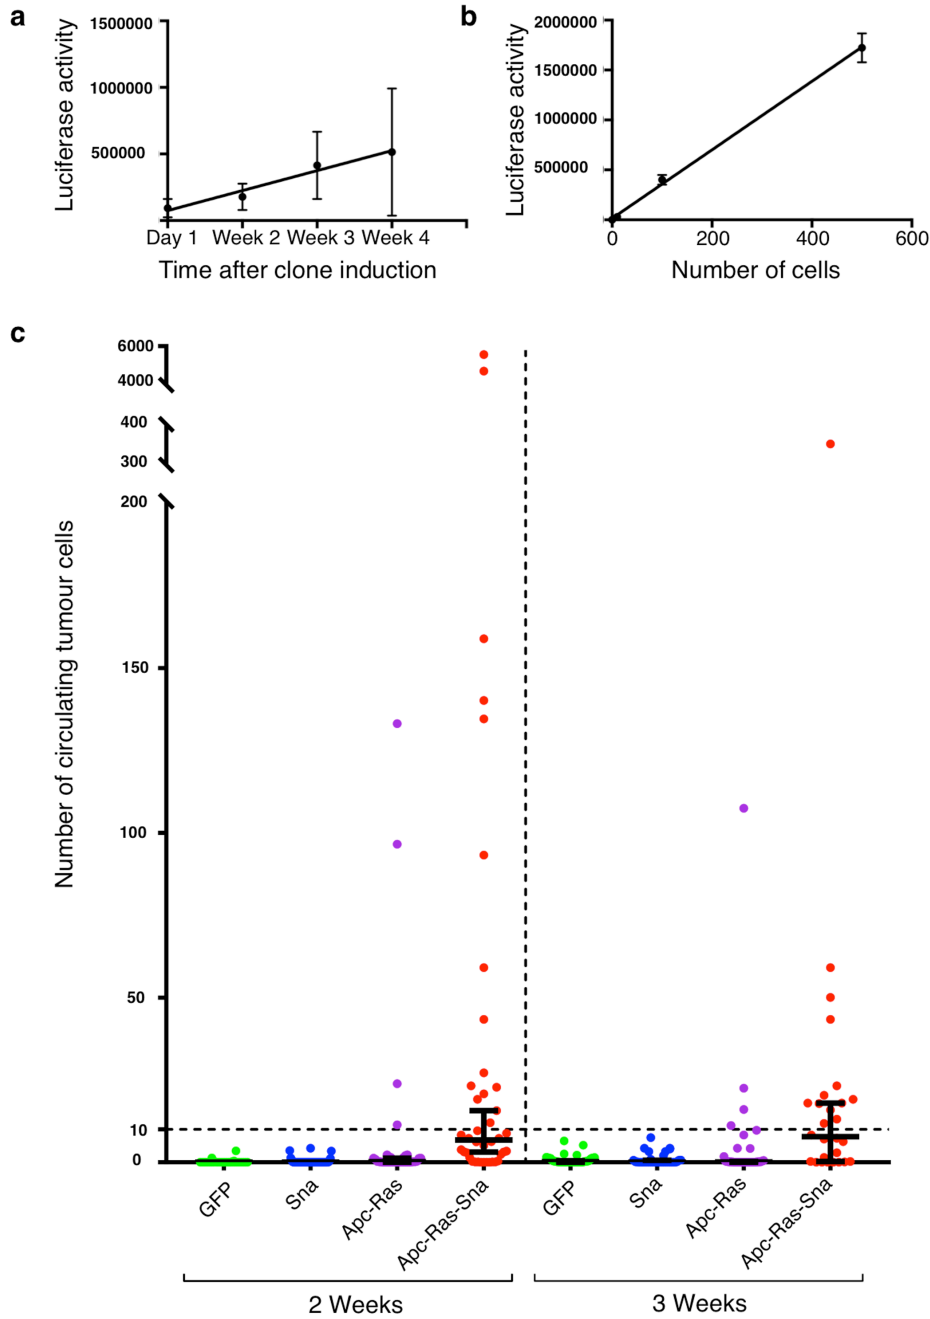 a
Luciferase activity
1500000
1000000
500000
Day 1 Week 2 Week 3 Week 4
Time after clone induction
b
Luciferase activity
2000000
1500000
1000000
500000
0 200 400 600
Number of cells
c
Number of circulating tumour cells
6000
4000
400
300
200
150
100
50
10
0
GFP
Sna
Apc-Ras
Apc-Ras-Sna
GFP
Sna
Apc-Ras
Apc-Ras-Sna
2 Weeks
3 Weeks